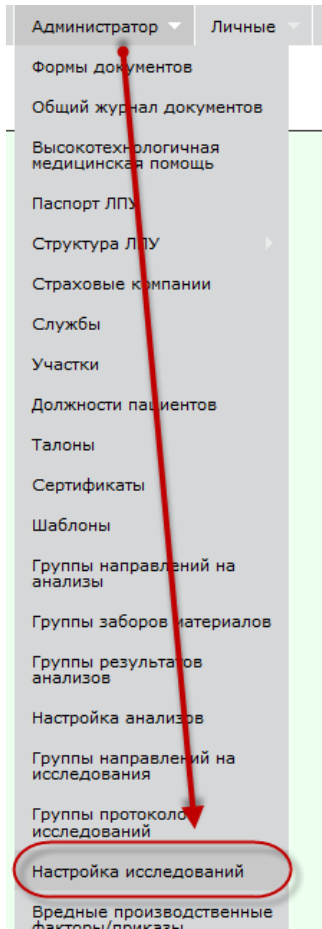 Администратор Личные
Формы документов
Общий журнал документов
Высокотехнологичная
медицинская помощь
Паспорт ЛПУ
Структура ЛПУ
Страховые компании
Службы
Участки
Должности пациентов
Талоны
Сертификаты
Шаблоны
Группы направлений на
анализы
Группы заборов материалов
Группы результатов
анализов
Настройка анализов
Группы направлений на
исследования
Группы протоколов
исследований
Настройка исследований
Вредные производственные
факторы/приказы